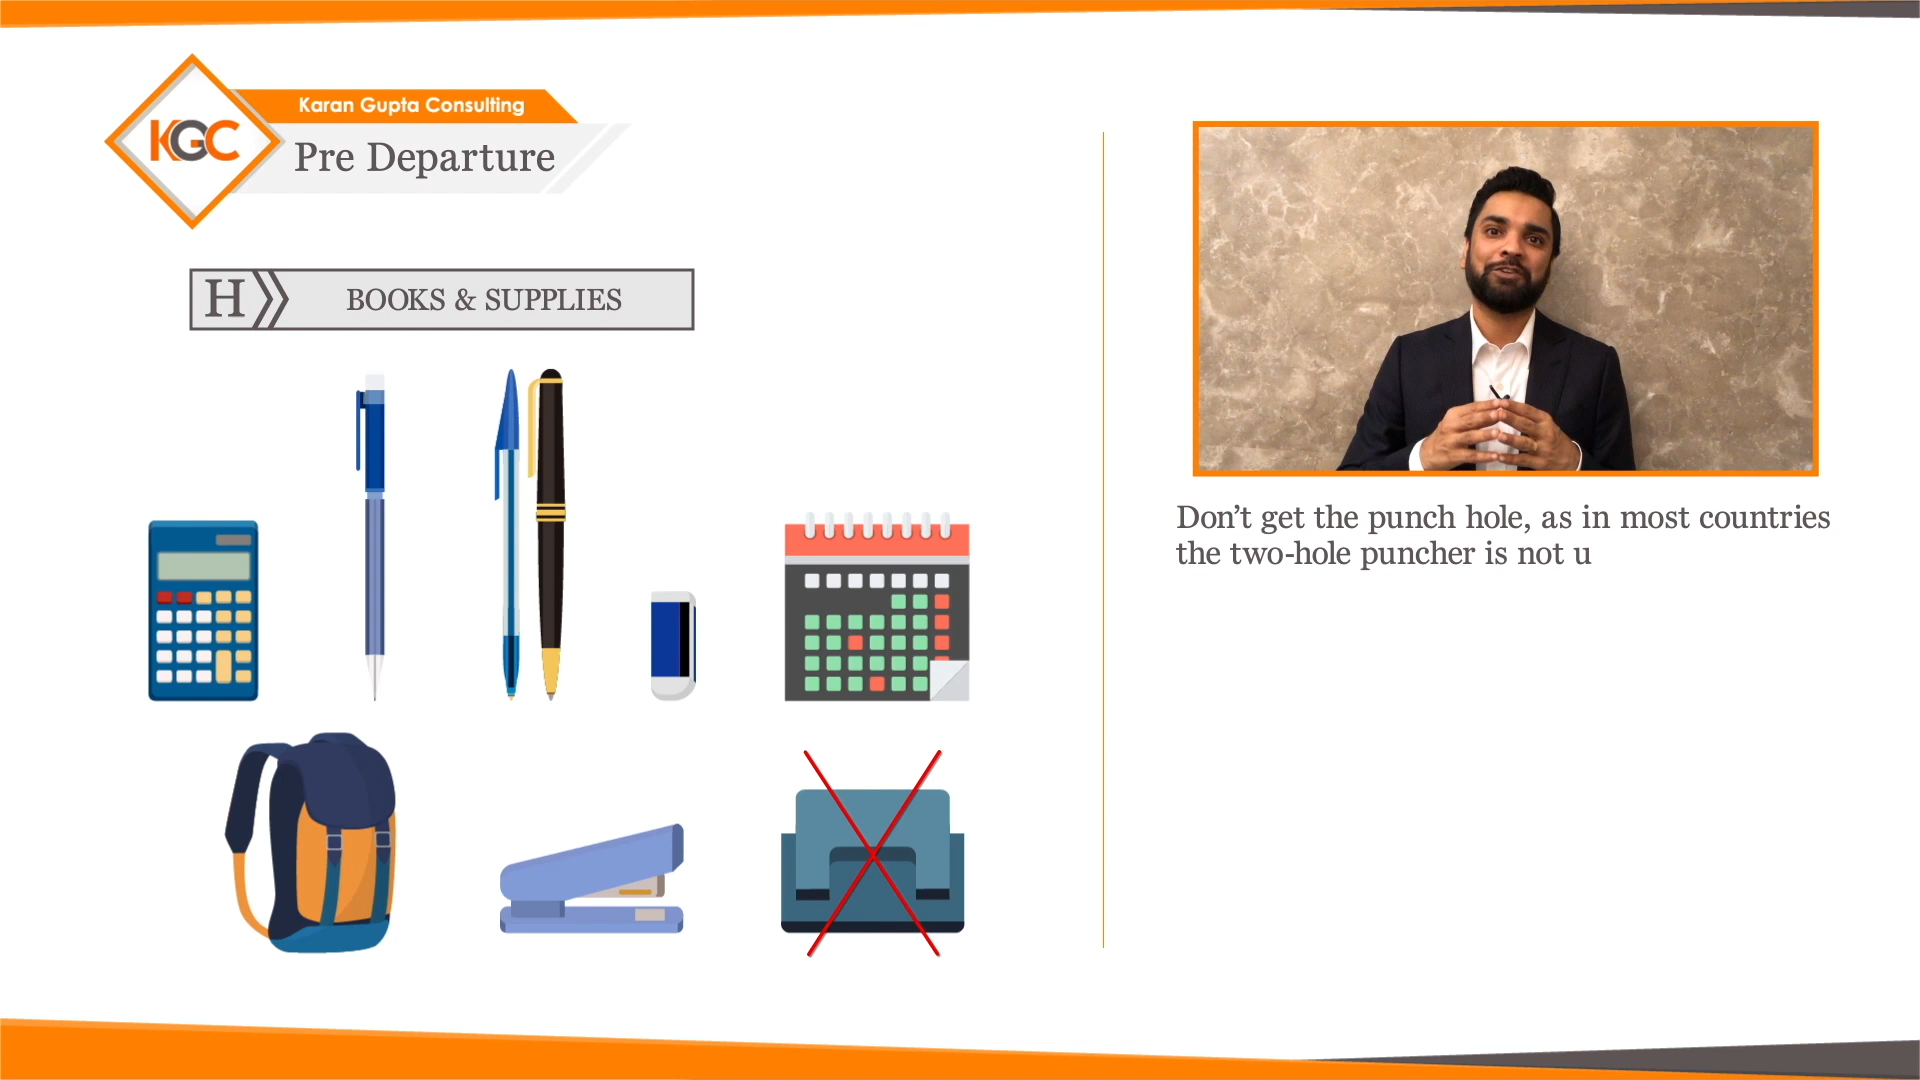 Karan Gupta Consulting
KGC
Pre Departure
H
BOOKS & SUPPLIES
Don’t get the punch hole, as in most countries
the two-hole puncher is not u